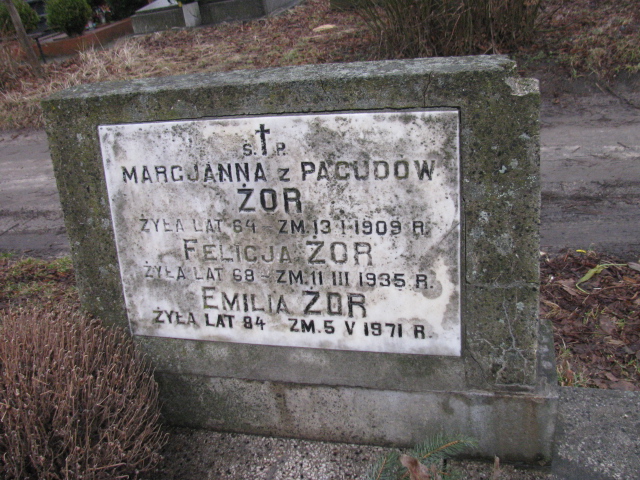 Ś. P.
MARCJANNA Z PAGUDOW
ŻOR
ŻYŁA LAT 64 - ZM. 13 I 1909 R.
FELICJA ŻOR
ŻYŁA LAT 68 - ZM. 11 III 1935 R.
EMILIA ŻOR
ŻYŁA LAT 84 ZM. 5 V 1971 R.